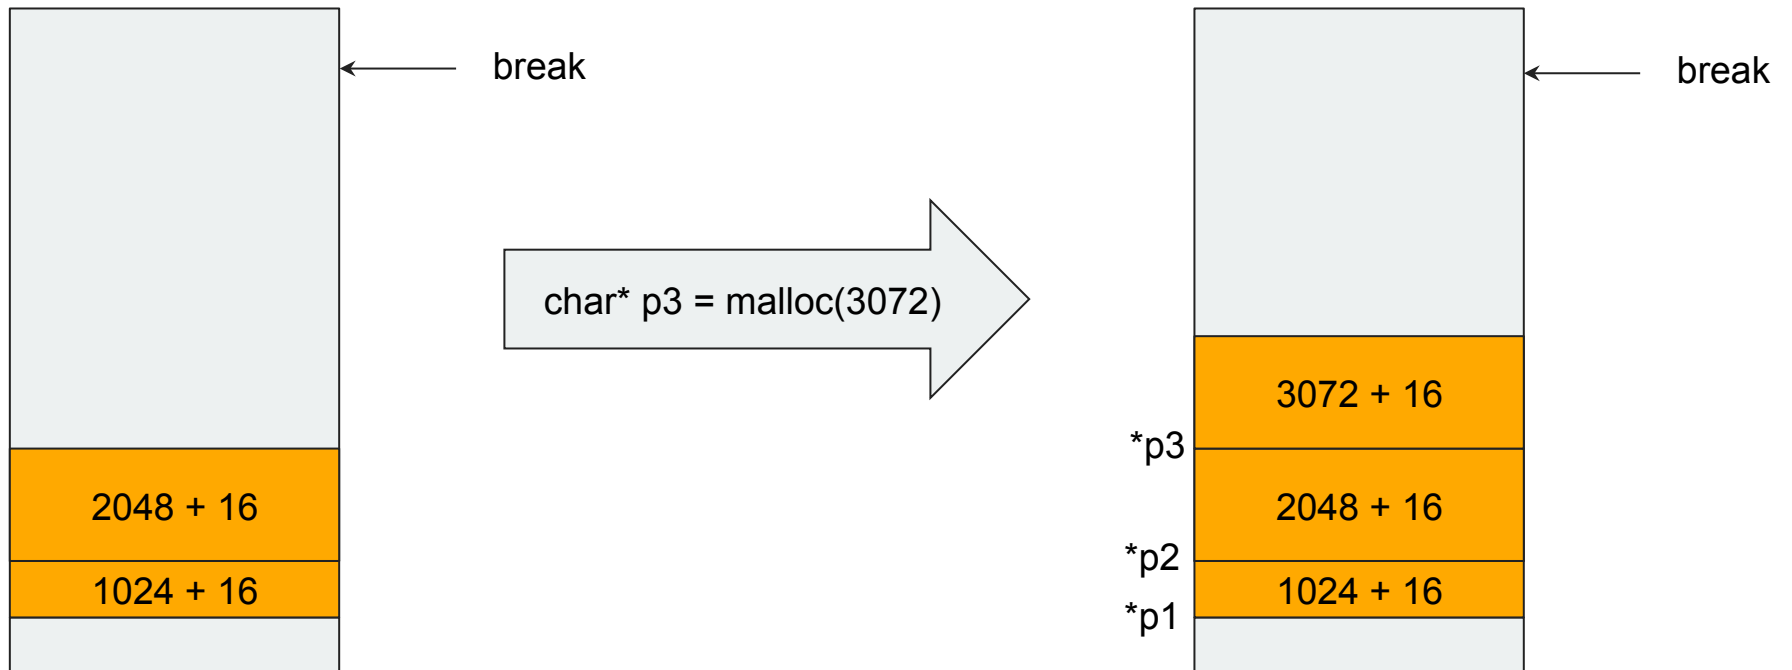 break
2048 + 16
1024 + 16
char* p3 = malloc(3072)
break
3072 + 16
*p3
2048 + 16
*p2
1024 + 16
*p1